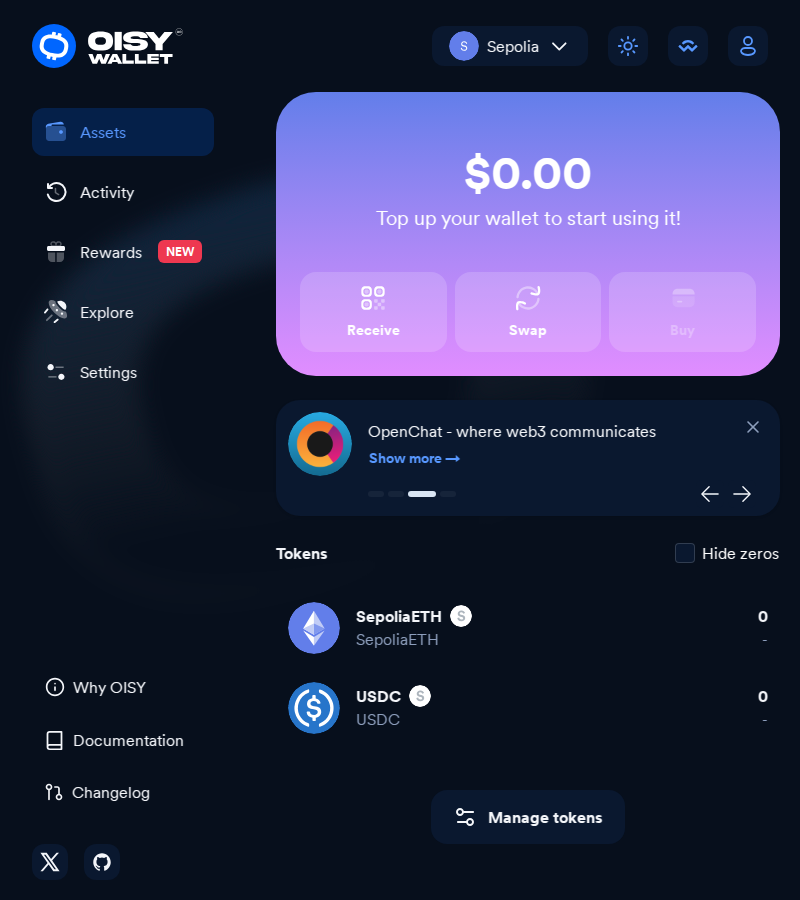 OISY
WALLET
S Sepolia
Assets
Activity
Rewards NEW
Explore
Settings
$0.00
Top up your wallet to start using it!
Receive Swap Buy
OpenChat - where web3 communicates
Show more →
Tokens
Hide zeros
SepoliaETH S 0
SepoliaETH -
USDC S 0
USDC -
Manage tokens
Why OISY
Documentation
Changelog